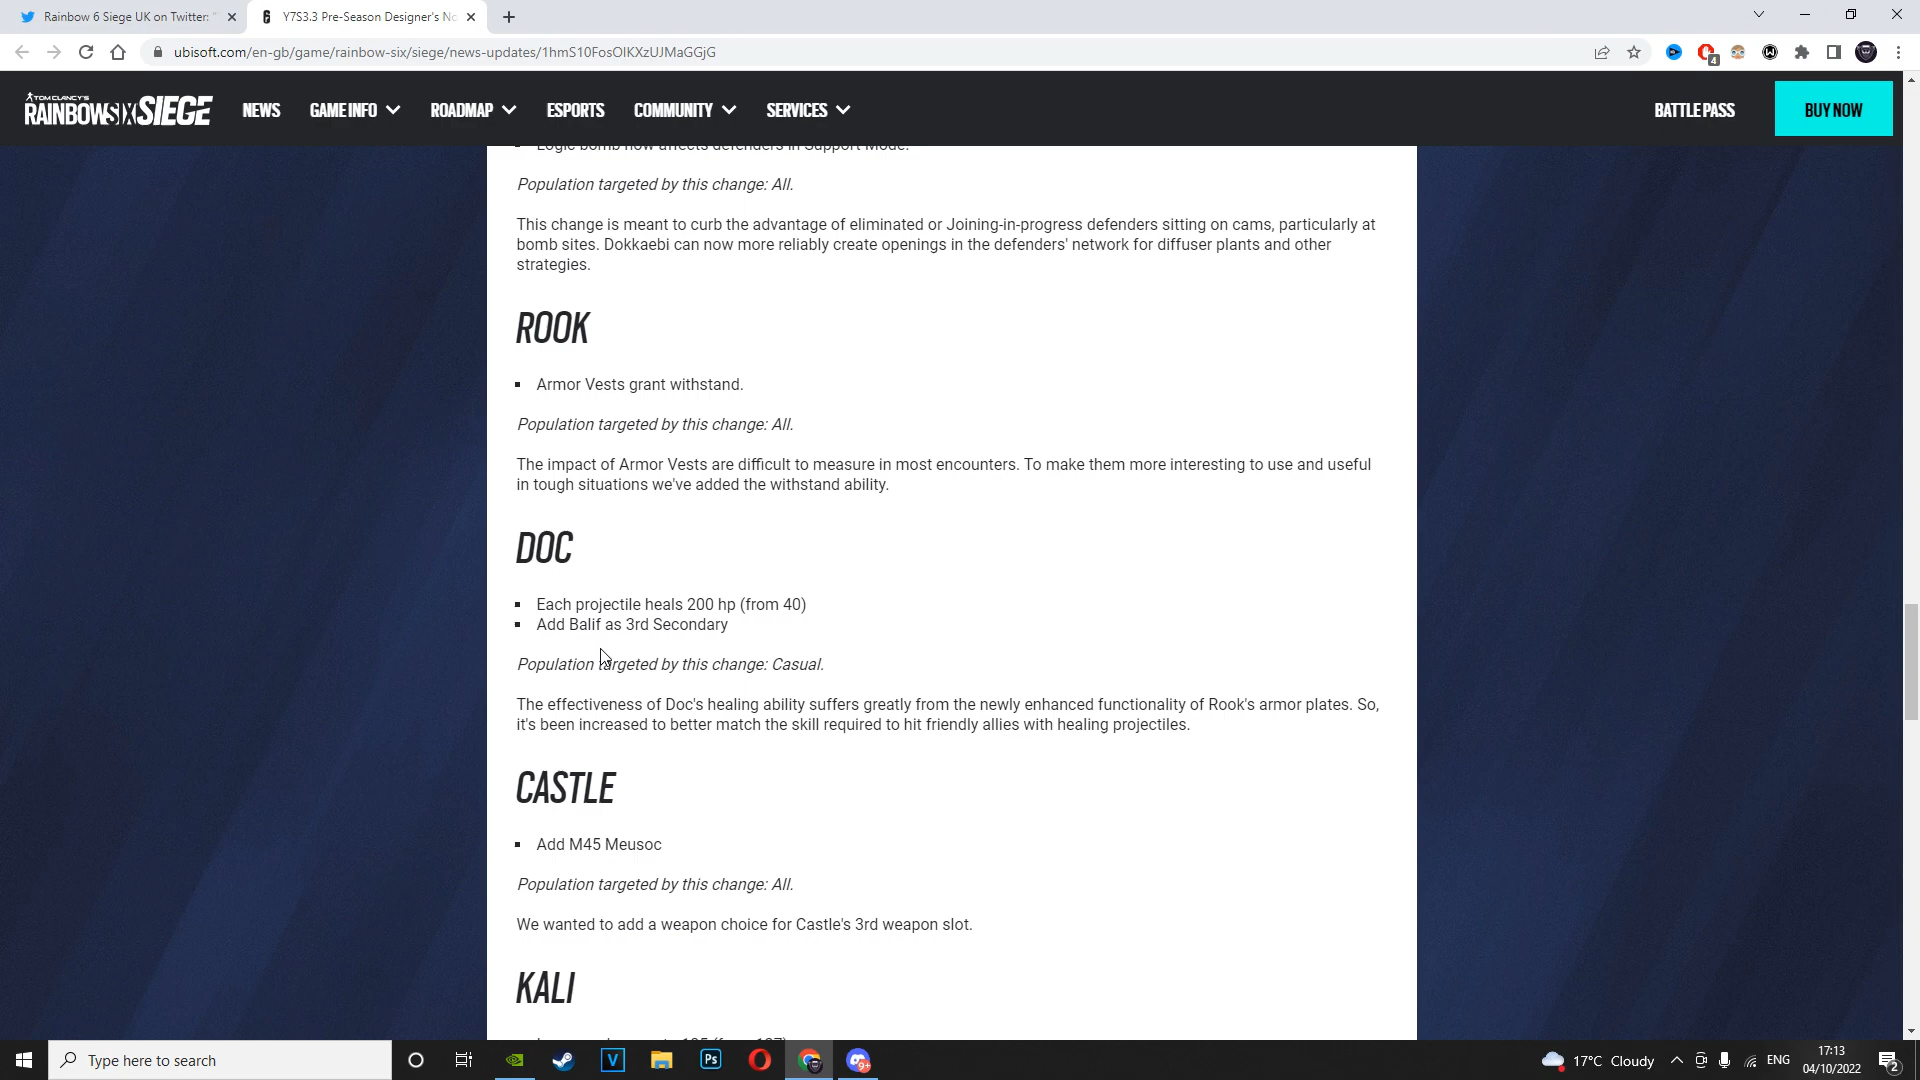 Rainbow 6 Siege UK on Twitter: "
Y7S3.3 Pre-Season Designer's No
ubisoft.com/en-gb/game/rainbow-six/siege/news-updates/1hmS10FosOIKXzUJMaGGjG
4
TOM CLANCY'S
RAINBOWSIX SIEGE
NEWS
GAME INFO
ROADMAP
ESPORTS
COMMUNITY
SERVICES
BATTLE PASS
BUY NOW
Logic bomb now affects defenders in Support Mode.
Population targeted by this change: All.
This change is meant to curb the advantage of eliminated or Joining-in-progress defenders sitting on cams, particularly at
bomb sites. Dokkaebi can now more reliably create openings in the defenders' network for diffuser plants and other
strategies.
ROOK
▪ Armor Vests grant withstand.
Population targeted by this change: All.
The impact of Armor Vests are difficult to measure in most encounters. To make them more interesting to use and useful
in tough situations we've added the withstand ability.
DOC
▪ Each projectile heals 200 hp (from 40)
▪ Add Balif as 3rd Secondary
Population targeted by this change: Casual.
The effectiveness of Doc's healing ability suffers greatly from the newly enhanced functionality of Rook's armor plates. So,
it's been increased to better match the skill required to hit friendly allies with healing projectiles.
CASTLE
▪ Add M45 Meusoc
Population targeted by this change: All.
We wanted to add a weapon choice for Castle's 3rd weapon slot.
KALI
Type here to search
V
Ps
9+
17°C Cloudy
ENG
17:13
04/10/2022
2